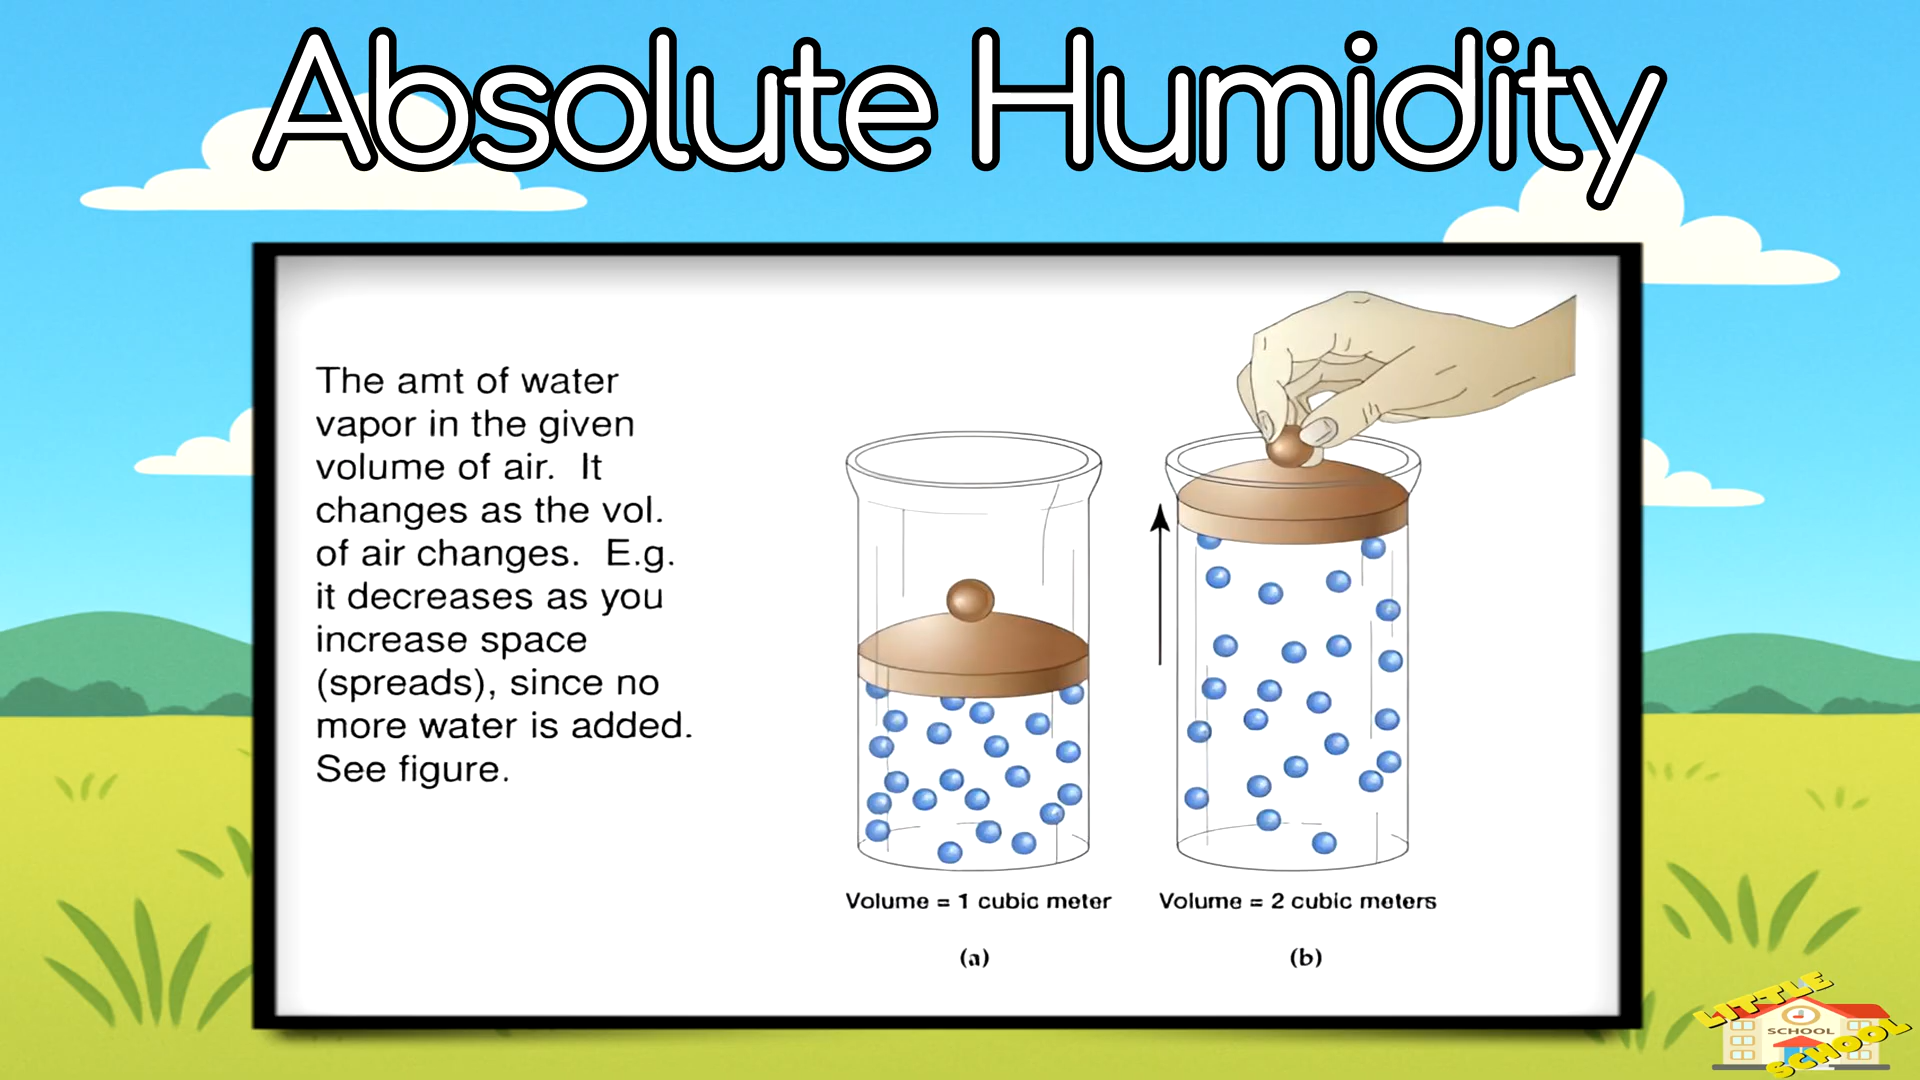 Absolute Humidity
The amt of water
vapor in the given
volume of air. It
changes as the vol.
of air changes. E.g.
it decreases as you
increase space
(spreads), since no
more water is added.
See figure.
Volume = 1 cubic meter
Volume = 2 cubic meters
(a)
(b)
LITTLE
SCHOOL
SCHOOL